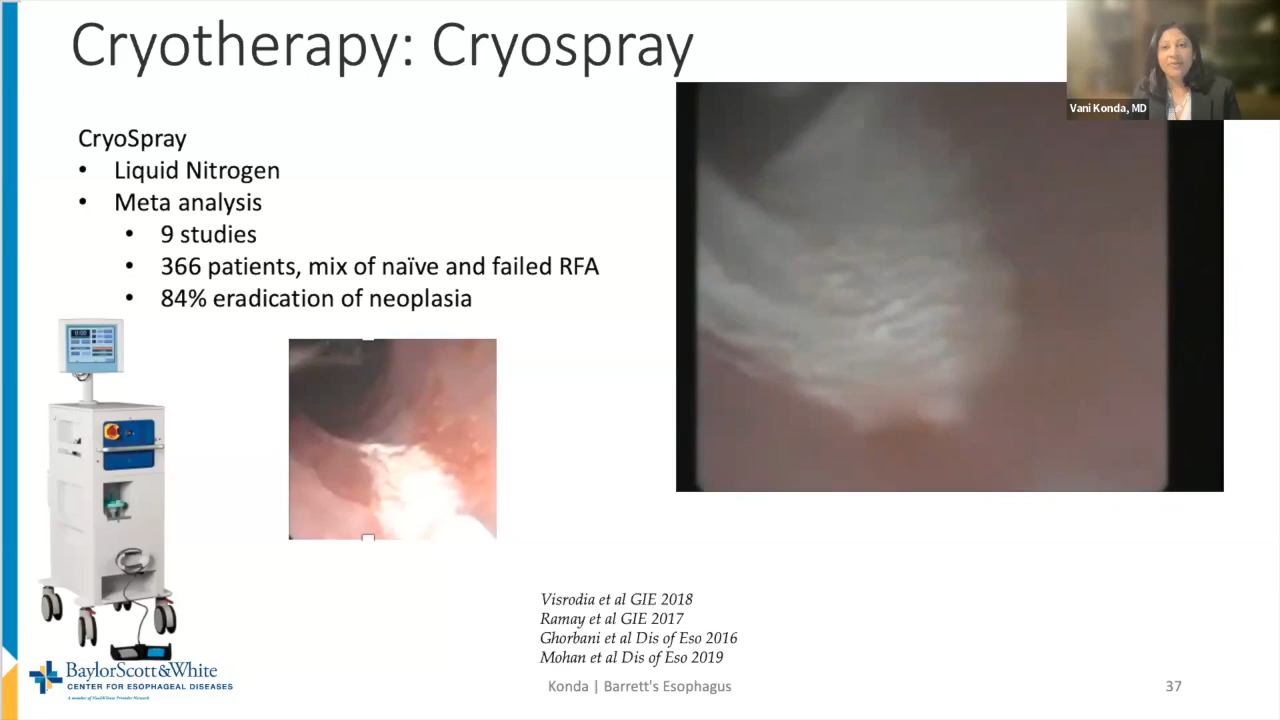 Cryotherapy: Cryospray
Vani Konda, MD
CryoSpray
• Liquid Nitrogen
• Meta analysis
• 9 studies
• 366 patients, mix of naïve and failed RFA
• 84% eradication of neoplasia
Visrodia et al GIE 2018
Ramay et al GIE 2017
Ghorbani et al Dis of Eso 2016
Mohan et al Dis of Eso 2019
BaylorScott&White
CENTER FOR ESOPHAGEAL DISEASES
Konda | Barrett's Esophagus
37